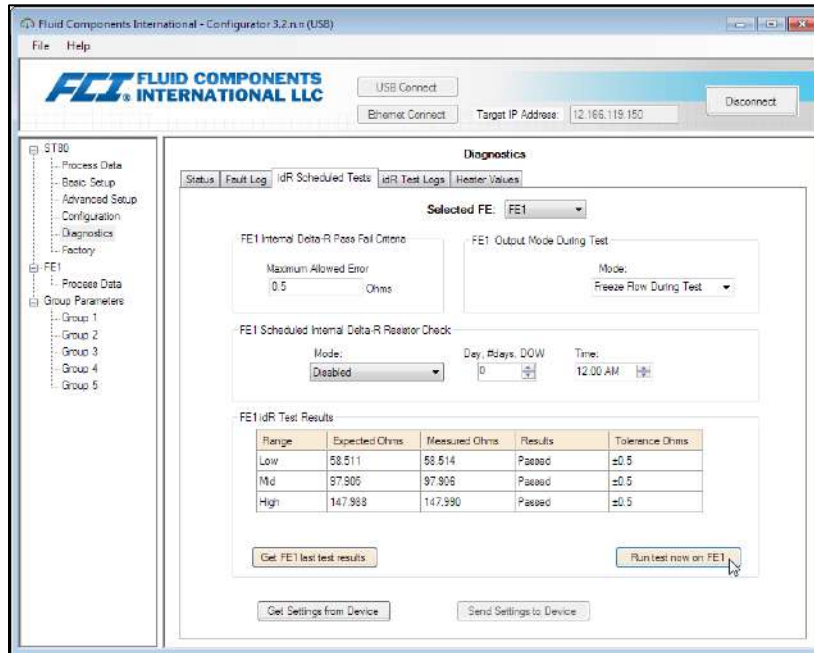 Fluid Components International - Configurator 3.2.n.n (USB)
File Help
FCI FLUID COMPONENTS
® INTERNATIONAL LLC
USB Connect
Ethernet Connect
Target IP Address:
12.166.119.150
Disconnect
ST80
Process Data
Basic Setup
Advanced Setup
Configuration
Diagnostics
Factory
FE1
Process Data
Group Parameters
Group 1
Group 2
Group 3
Group 4
Group 5
Diagnostics
Status Fault Log idR Scheduled Tests idR Test Logs Heater Values
Selected FE: FE1
FE1 Internal Delta-R Pass Fail Criteria
Maximum Allowed Error
0.5 Ohms
FE1 Output Mode During Test
Mode:
Freeze Flow During Test
FE1 Scheduled Internal Delta-R Resistor Check
Mode: Day, #days, DOW Time:
Disabled 0 12:00 AM
FE1 idR Test Results
Range Expected Ohms Measured Ohms Results Tolerance Ohms
Low 58.511 58.514 Passed ±0.5
Mid 97.905 97.906 Passed ±0.5
High 147.988 147.990 Passed ±0.5
Get FE1 last test results Run test now on FE1
Get Settings from Device Send Settings to Device